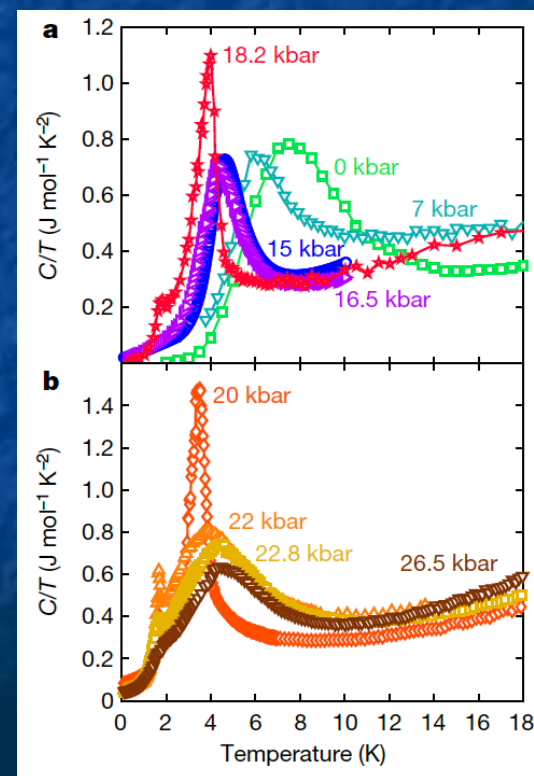 a
1.2
1.0
0.8
0.6
0.4
0.2
C/T (J mol⁻¹ K⁻²)
18.2 kbar
0 kbar
7 kbar
15 kbar
16.5 kbar
b
1.4
1.2
1.0
0.8
0.6
0.4
0.2
0
C/T (J mol⁻¹ K⁻²)
20 kbar
22 kbar
22.8 kbar
26.5 kbar
0 2 4 6 8 10 12 14 16 18
Temperature (K)